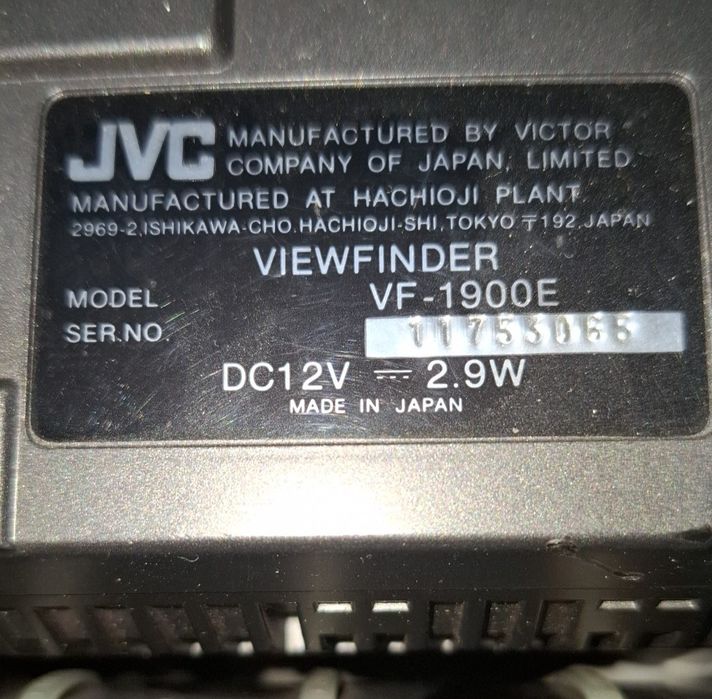 JVC MANUFACTURED BY VICTOR
COMPANY OF JAPAN, LIMITED.
MANUFACTURED AT HACHIOJI PLANT
2969-2,ISHIKAWA-CHO,HACHIOJI-SHI,TOKYO 〒192,JAPAN
VIEWFINDER
MODEL VF-1900E
SER.NO. 11753065
DC12V ⎓ 2.9W
MADE IN JAPAN